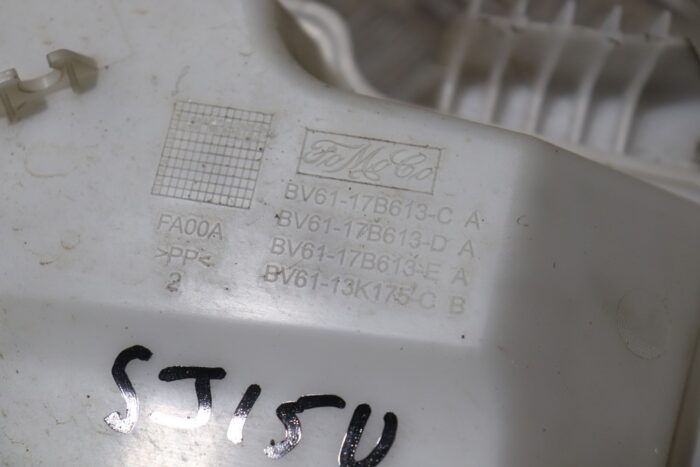 FoMoCo
BV61-17B613-C A
BV61-17B613-D A
BV61-17B613-E A
BV61-13K175-C B
FA00A
>PP<
2
SJ15U